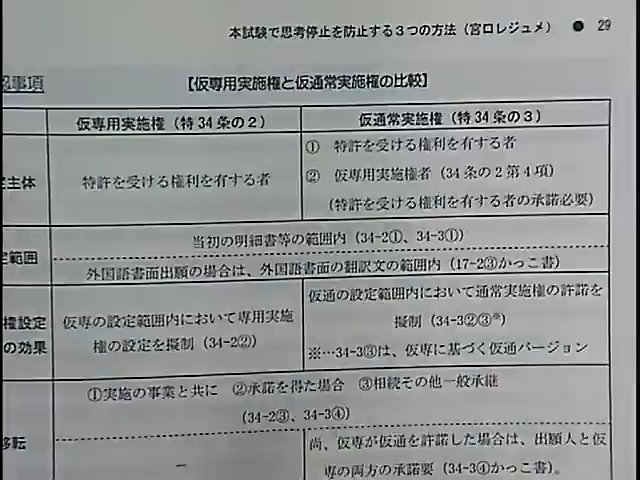 本試験で思考停止を防止する3つの方法（宮口レジュメ） ● 29
認事項
【仮専用実施権と仮通常実施権の比較】
仮専用実施権（特34条の2） 仮通常実施権（特34条の3）
定主体
特許を受ける権利を有する者
① 特許を受ける権利を有する者
② 仮専用実施権者（34条の2第4項）
（特許を受ける権利を有する者の承諾必要）
定範囲
当初の明細書等の範囲内（34-2①、34-3①）
外国語書面出願の場合は、外国語書面の翻訳文の範囲内（17-2③かっこ書）
権設定
の効果
仮専の設定範囲内において専用実施
権の設定を擬制（34-2②）
仮通の設定範囲内において通常実施権の許諾を
擬制（34-3②③※）
※…34-3③は、仮専に基づく仮通バージョン
移転
①実施の事業と共に ②承諾を得た場合 ③相続その他一般承継
（34-2③、34-3④）
－
尚、仮専が仮通を許諾した場合は、出願人と仮
専の両方の承諾要（34-3④かっこ書）。